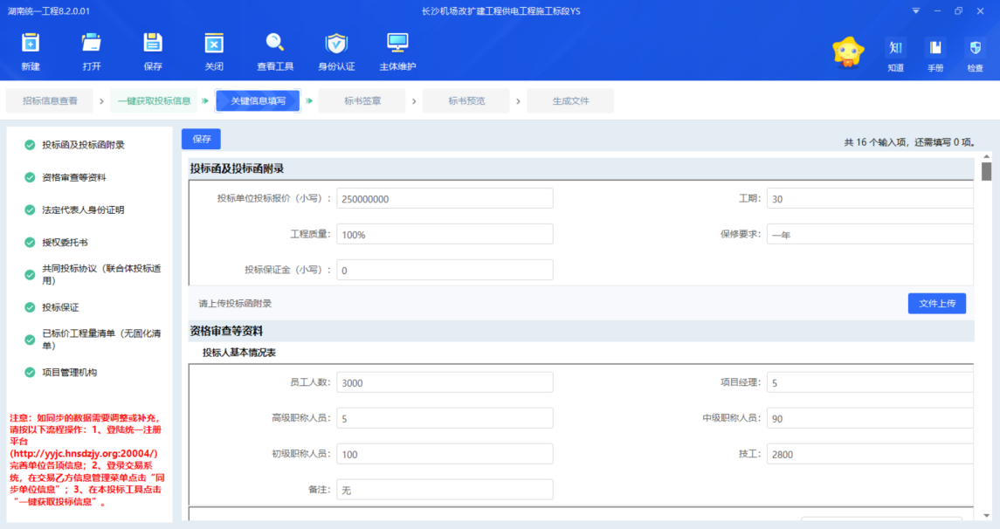 湖南统一工程8.2.0.01
长沙机场改扩建工程供电工程施工标段YS
新建
打开
保存
关闭
查看工具
身份认证
主体维护
知道
手册
检查
招标信息查看
一键获取投标信息
关键信息填写
标书签章
标书预览
生成文件
投标函及投标函附录
资格审查等资料
法定代表人身份证明
授权委托书
共同投标协议（联合体投标适
用）
投标保证
已标价工程量清单（无固化清
单）
项目管理机构
注意：如同步的数据需要调整或补充，
请按以下流程操作：1、登陆统一注册
平台
(http://yyjc.hnsdzjy.org:20004/)
完善单位各项信息；2、登录交易系
统，在交易乙方信息管理菜单点击“同
步单位信息”；3、在本投标工具点击
“一键获取投标信息”。
保存
共 16 个输入项，还需填写 0 项。
投标函及投标函附录
投标单位投标报价（小写）: 250000000
工期: 30
工程质量: 100%
保修要求: 一年
投标保证金（小写）: 0
请上传投标函附录
文件上传
资格审查等资料
投标人基本情况表
员工人数: 3000
项目经理: 5
高级职称人员: 5
中级职称人员: 90
初级职称人员: 100
技工: 2800
备注: 无